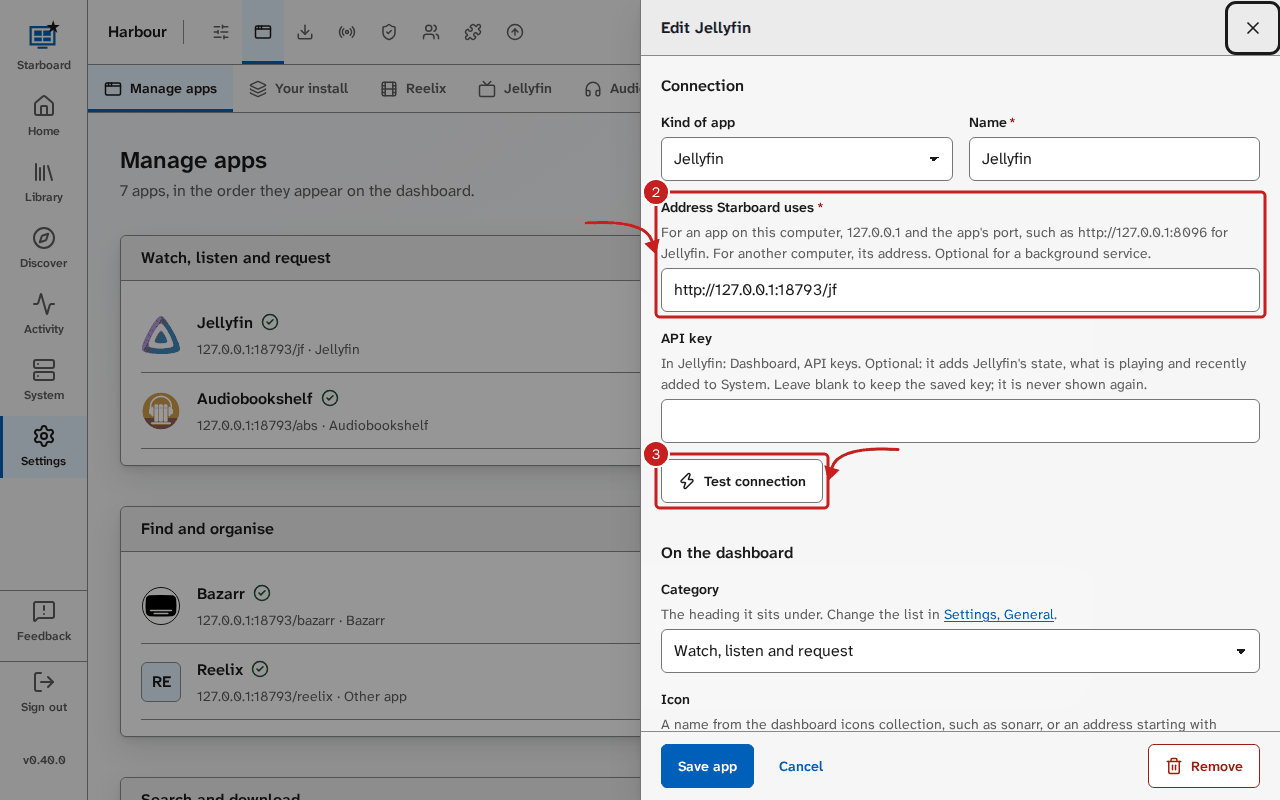 Starboard
Home
Library
Discover
Activity
System
Settings
Feedback
Sign out
v0.40.0
Harbour
Manage apps
Your install
Reelix
Jellyfin
Manage apps
7 apps, in the order they appear on the dashboard.
Watch, listen and request
Jellyfin
127.0.0.1:18793/jf · Jellyfin
Audiobookshelf
127.0.0.1:18793/abs · Audiobookshelf
Find and organise
Bazarr
127.0.0.1:18793/bazarr · Bazarr
RE
Reelix
127.0.0.1:18793/reelix · Other app
Search and download
Edit Jellyfin
Connection
Kind of app
Name *
Jellyfin
Jellyfin
2
Address Starboard uses *
For an app on this computer, 127.0.0.1 and the app's port, such as http://127.0.0.1:8096 for
Jellyfin. For another computer, its address. Optional for a background service.
http://127.0.0.1:18793/jf
API key
In Jellyfin: Dashboard, API keys. Optional: it adds Jellyfin's state, what is playing and recently
added to System. Leave blank to keep the saved key; it is never shown again.
3
Test connection
On the dashboard
Category
The heading it sits under. Change the list in Settings, General.
Watch, listen and request
Icon
A name from the dashboard icons collection, such as sonarr, or an address starting with
Save app
Cancel
Remove